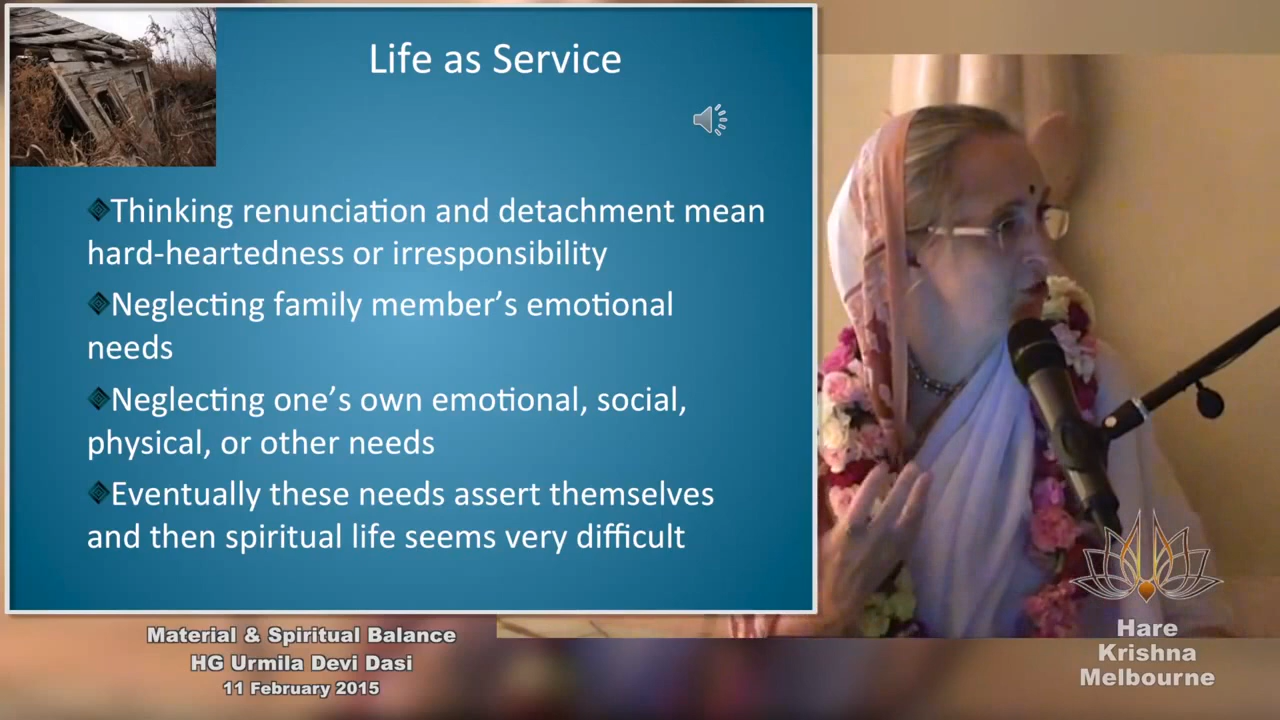 Life as Service
Thinking renunciation and detachment mean
hard-heartedness or irresponsibility
Neglecting family member’s emotional
needs
Neglecting one’s own emotional, social,
physical, or other needs
Eventually these needs assert themselves
and then spiritual life seems very difficult
Material & Spiritual Balance
HG Urmila Devi Dasi
11 February 2015
Hare
Krishna
Melbourne